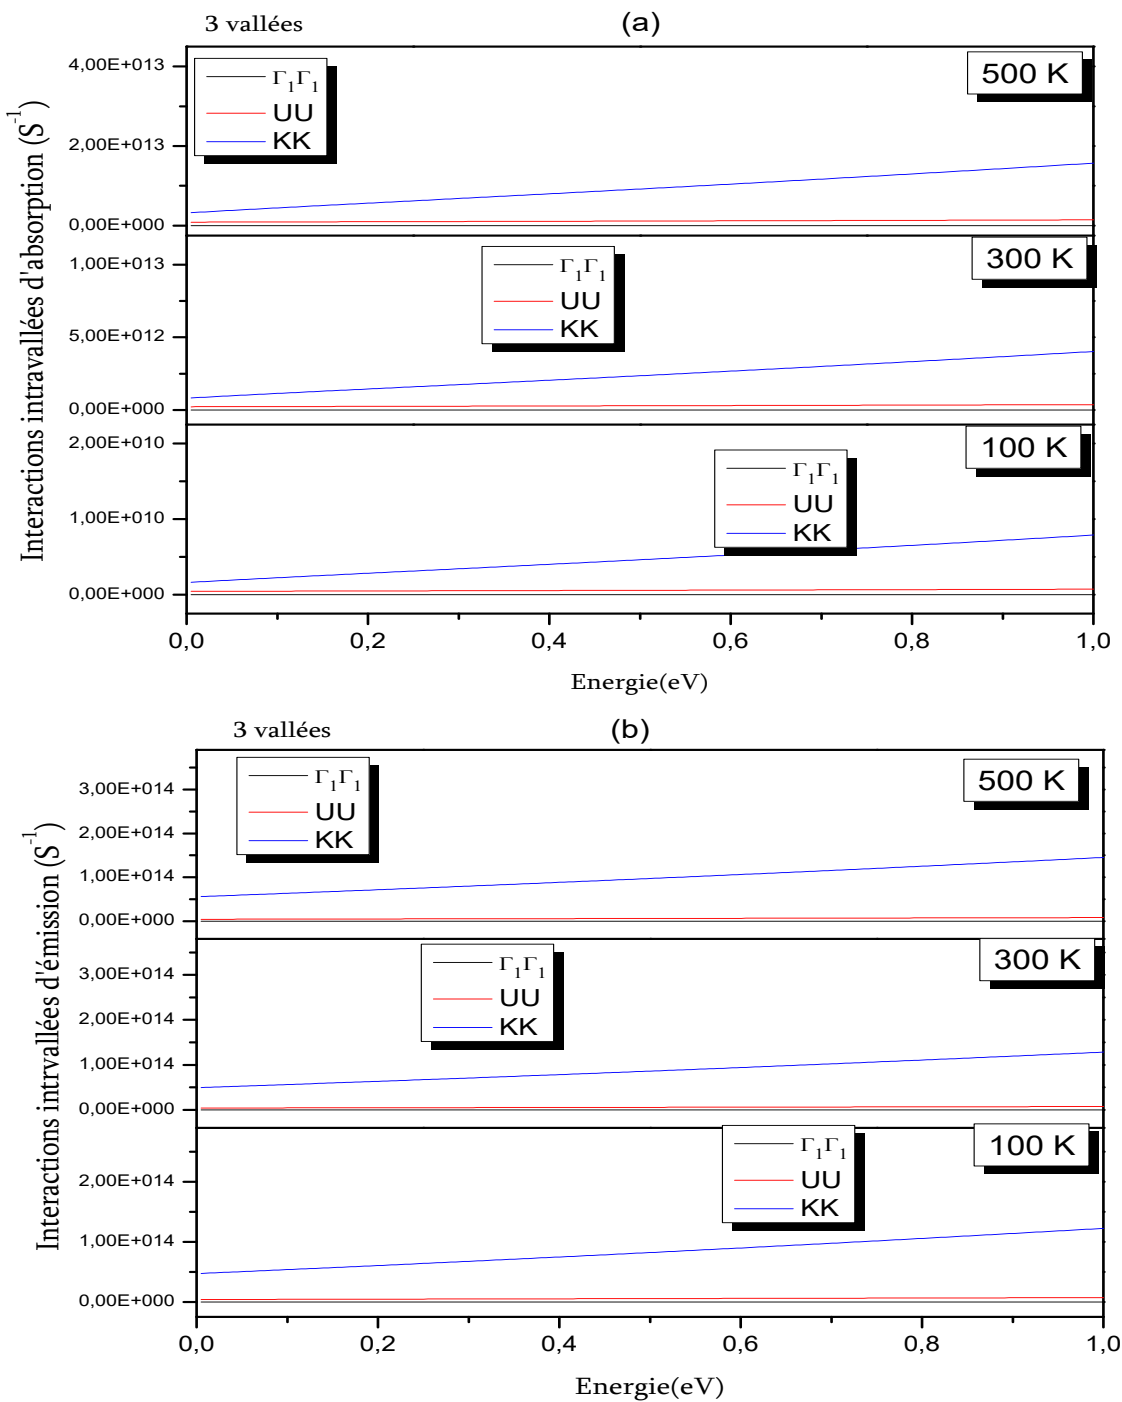 3 vallées
(a)
Interactions intravallées d'absorption (S⁻¹)
4,00E+013
2,00E+013
0,00E+000
Γ₁Γ₁
UU
KK
500 K
1,00E+013
5,00E+012
0,00E+000
Γ₁Γ₁
UU
KK
300 K
2,00E+010
1,00E+010
0,00E+000
Γ₁Γ₁
UU
KK
100 K
0,0 0,2 0,4 0,6 0,8 1,0
Energie(eV)
3 vallées
(b)
Interactions intrvallées d'émission (S⁻¹)
3,00E+014
2,00E+014
1,00E+014
0,00E+000
Γ₁Γ₁
UU
KK
500 K
3,00E+014
2,00E+014
1,00E+014
0,00E+000
Γ₁Γ₁
UU
KK
300 K
2,00E+014
1,00E+014
0,00E+000
Γ₁Γ₁
UU
KK
100 K
0,0 0,2 0,4 0,6 0,8 1,0
Energie(eV)